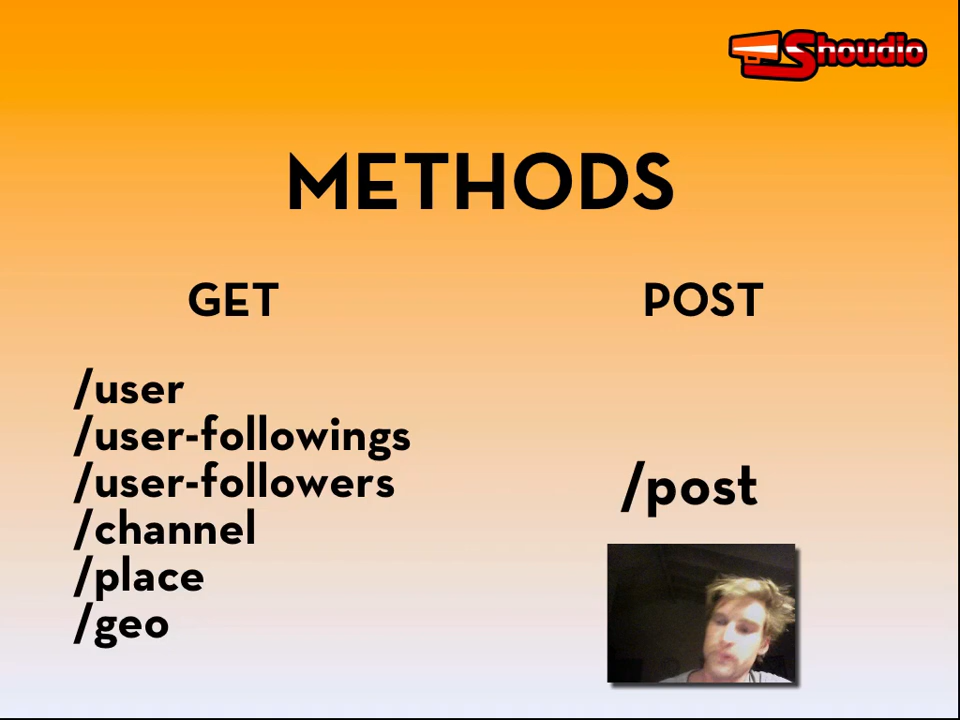 Shoudio
METHODS
GET
POST
/user
/user-followings
/user-followers
/channel
/place
/geo
/post